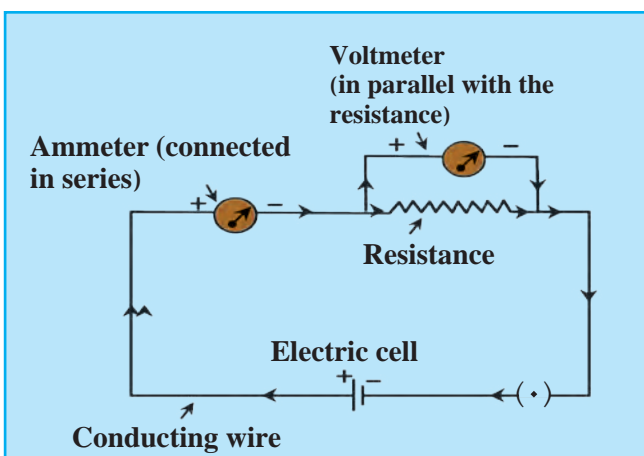 Voltmeter
(in parallel with the
resistance)
+ −
Ammeter (connected
in series)
+ −
Resistance
Electric cell
+ −
(·)
Conducting wire